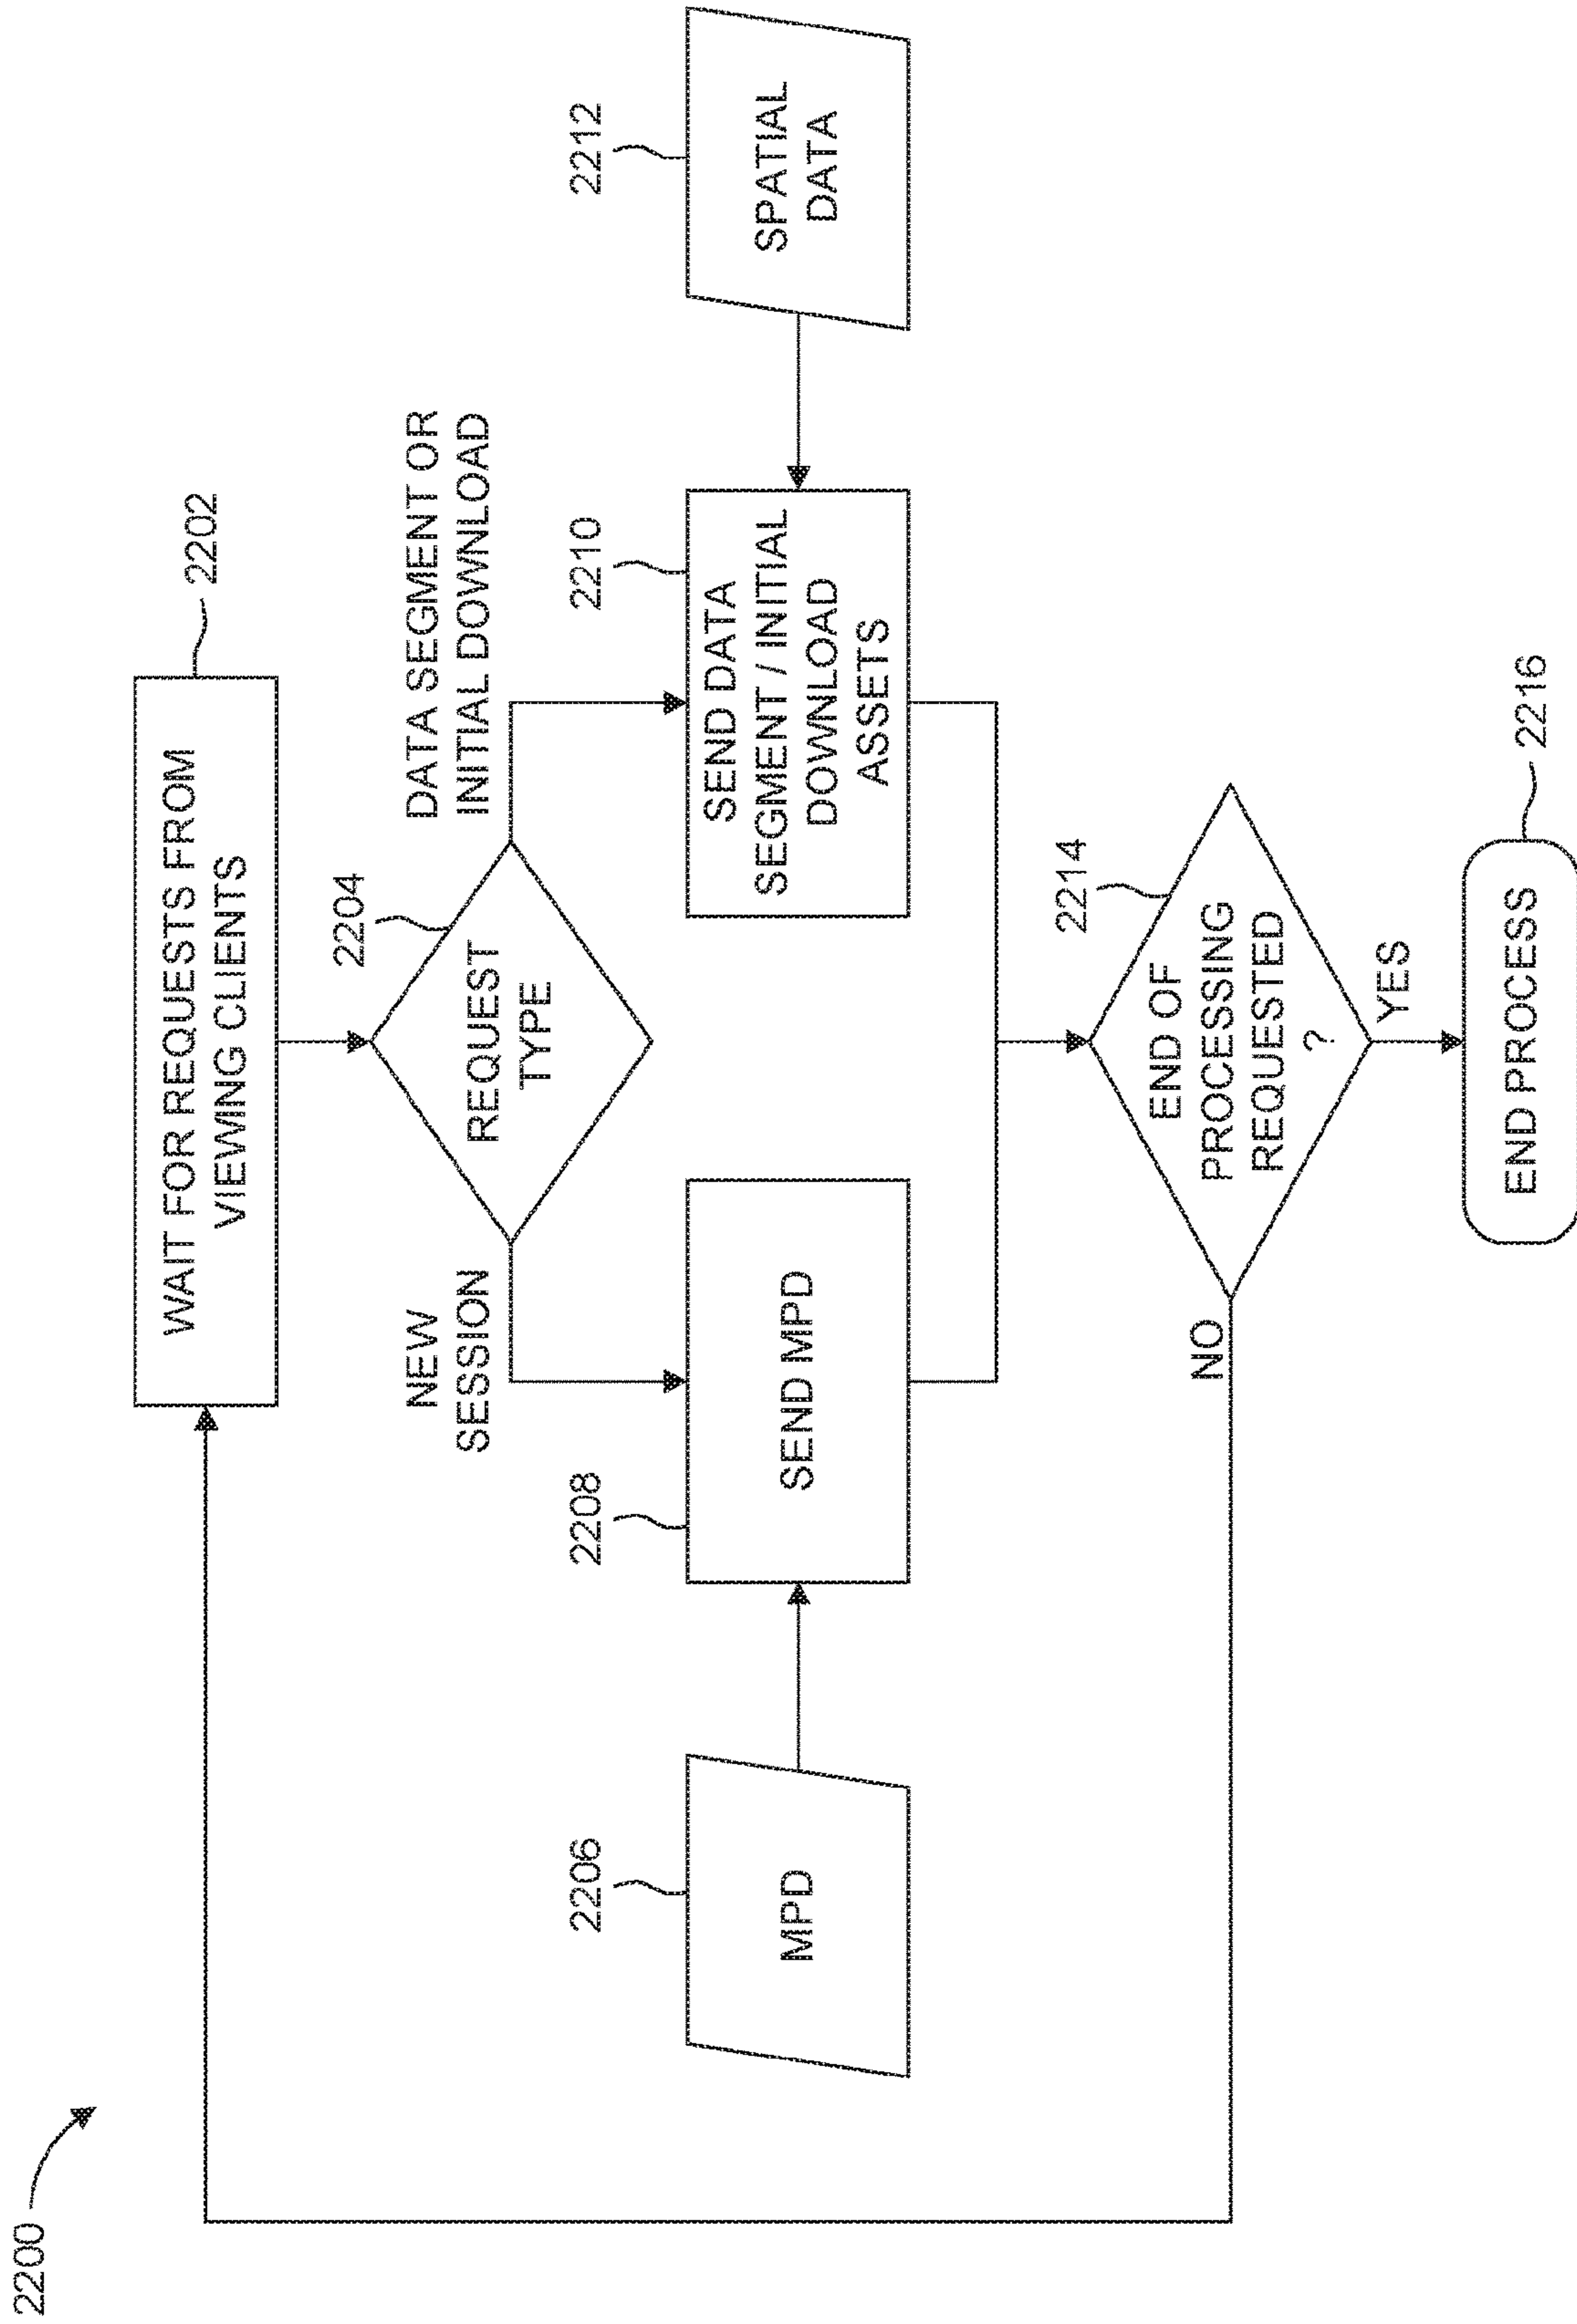 2200
WAIT FOR REQUESTS FROM
VIEWING CLIENTS
2202
REQUEST
TYPE
2204
NEW
SESSION
DATA SEGMENT OR
INITIAL DOWNLOAD
MPD
2206
SEND MPD
2208
SEND DATA
SEGMENT / INITIAL
DOWNLOAD
ASSETS
2210
SPATIAL
DATA
2212
END OF
PROCESSING
REQUESTED
?
2214
NO
YES
END PROCESS
2216